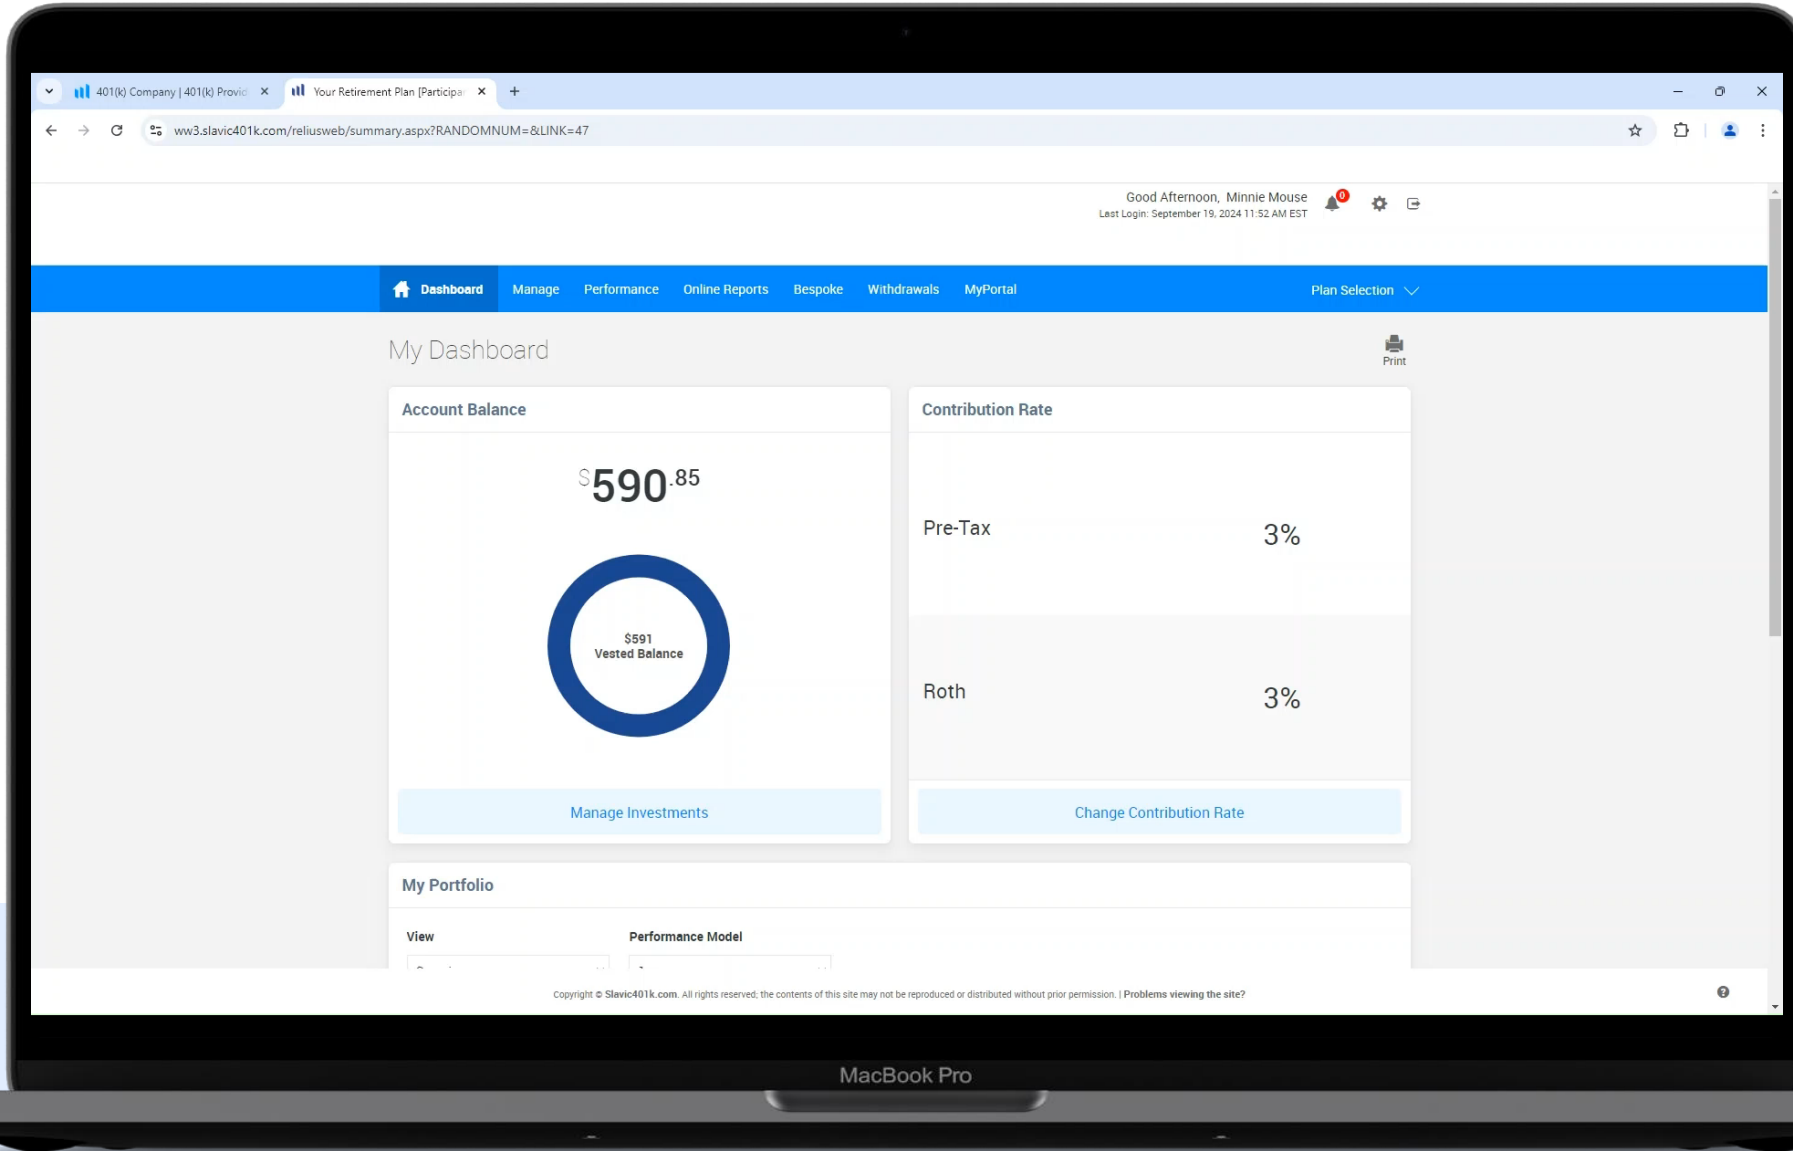 401(k) Company | 401(k) Provid
Your Retirement Plan [Participa
ww3.slavic401k.com/reliusweb/summary.aspx?RANDOMNUM=&LINK=47
Good Afternoon, Minnie Mouse
0
Last Login: September 19, 2024 11:52 AM EST
Dashboard Manage Performance Online Reports Bespoke Withdrawals MyPortal Plan Selection
My Dashboard
Print
Account Balance
$590.85
$591
Vested Balance
Manage Investments
Contribution Rate
Pre-Tax 3%
Roth 3%
Change Contribution Rate
My Portfolio
View Performance Model
Copyright © Slavic401k.com. All rights reserved; the contents of this site may not be reproduced or distributed without prior permission. | Problems viewing the site?
MacBook Pro